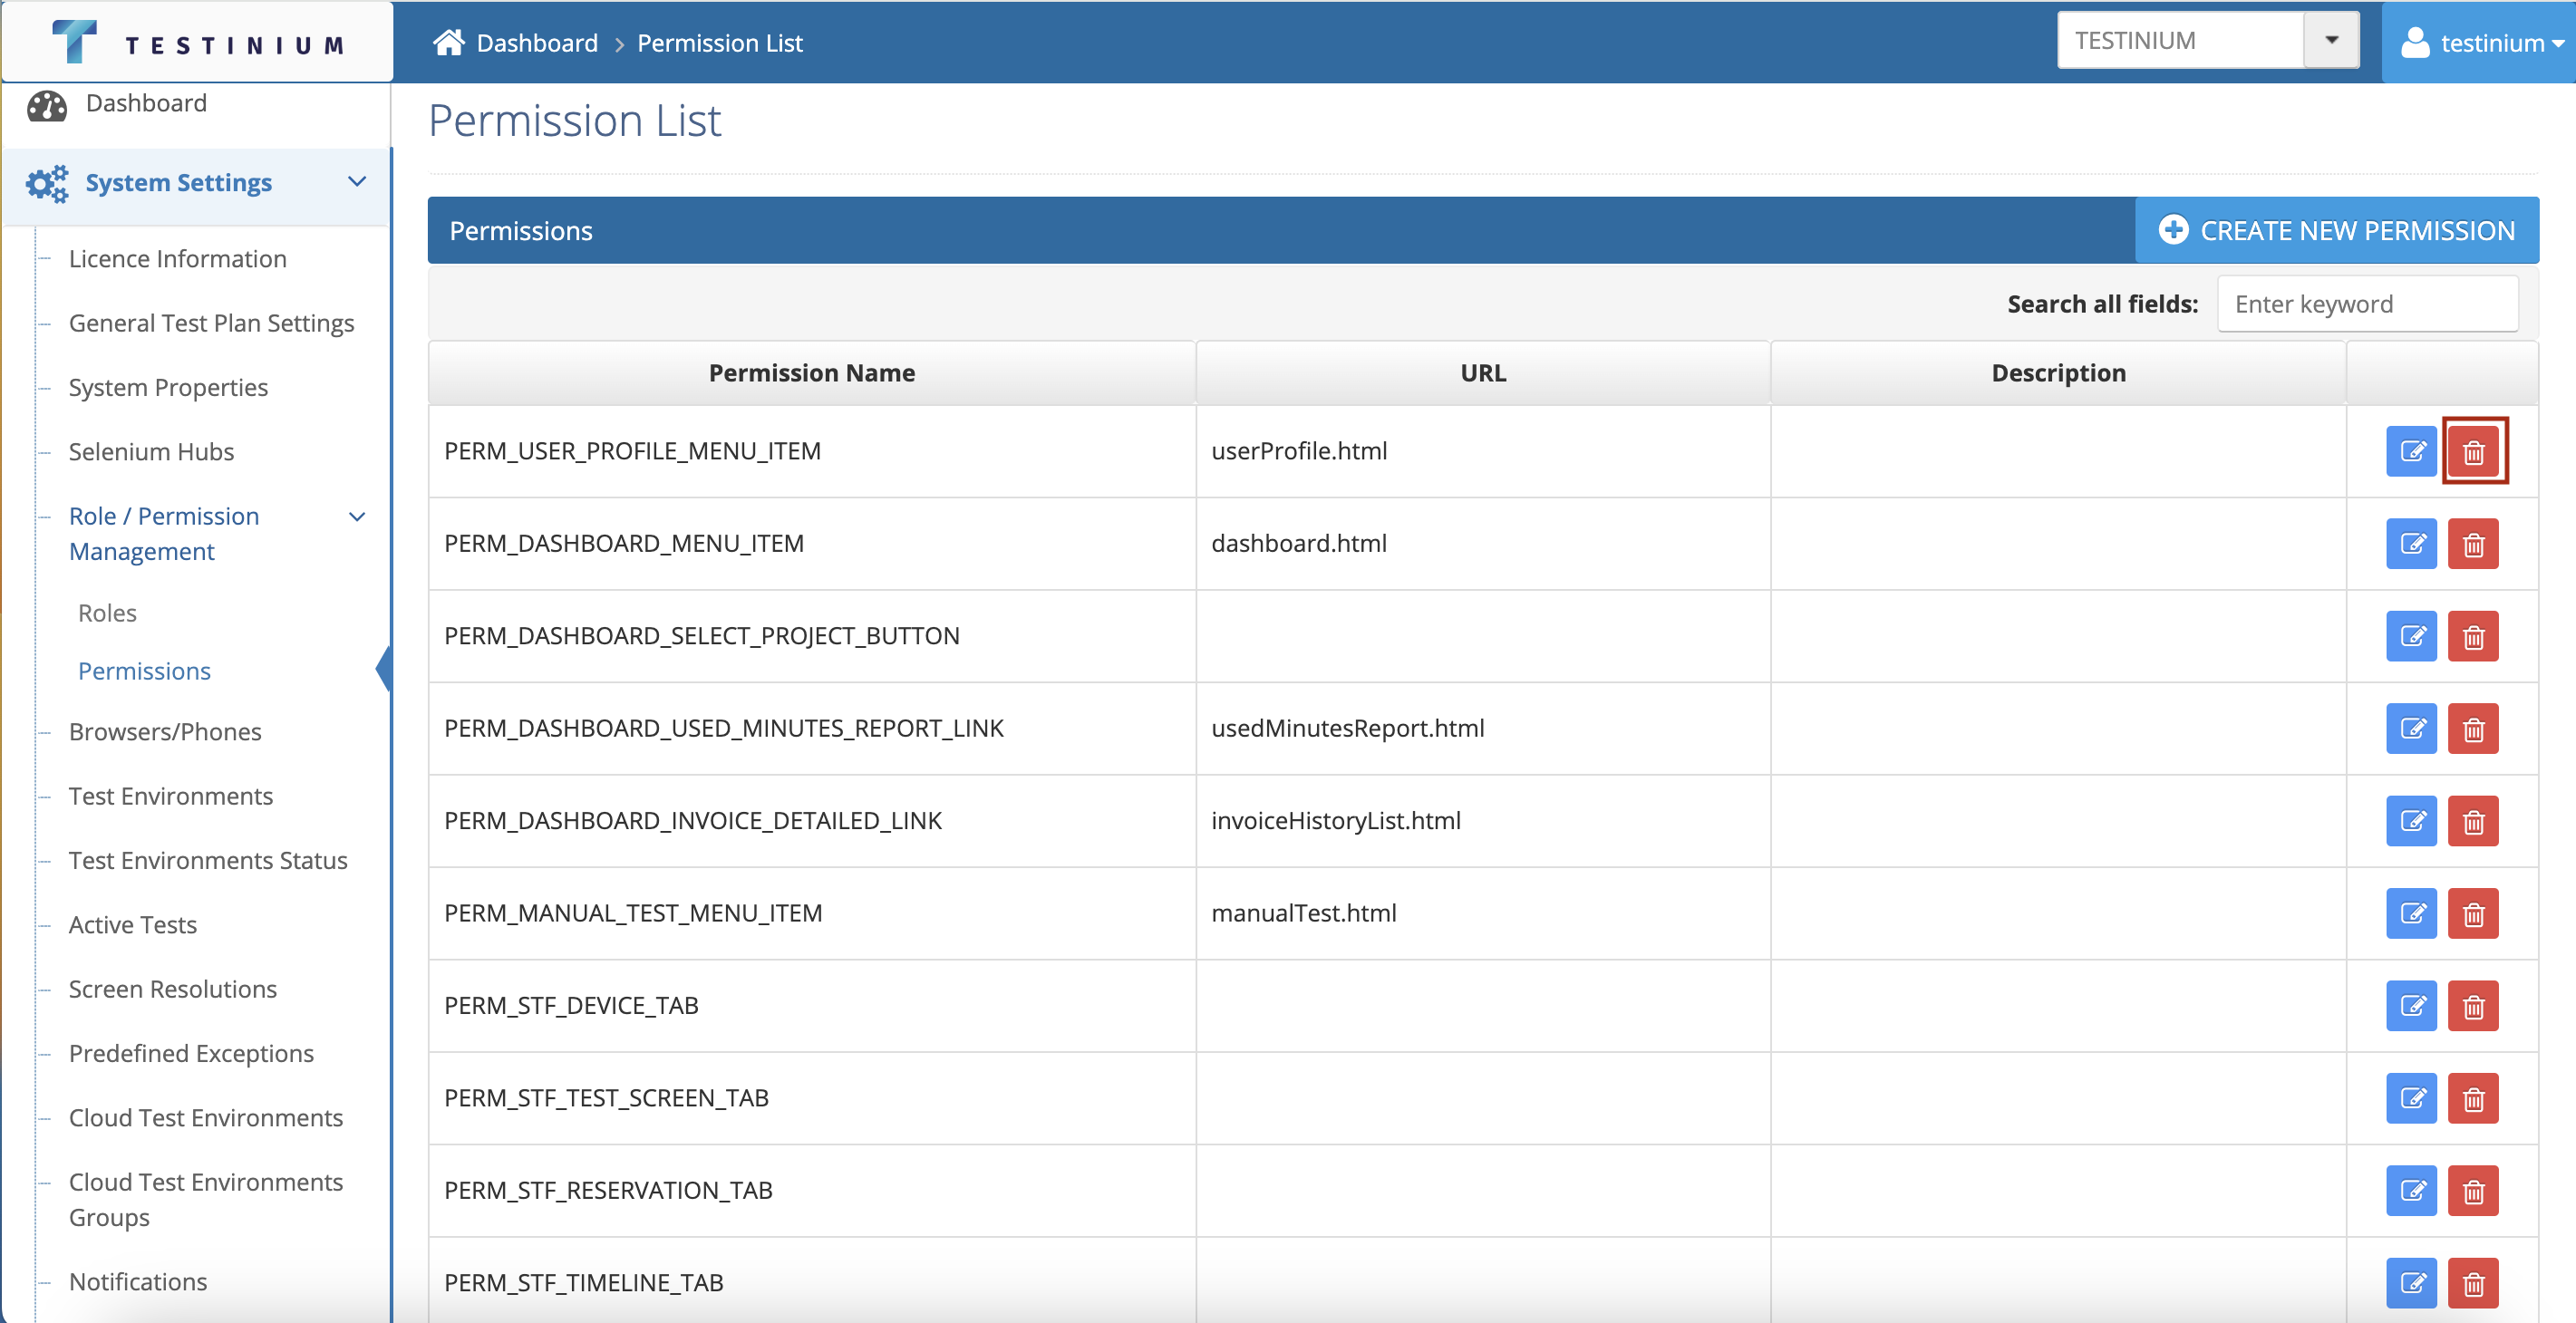 TESTINIUM
Dashboard > Permission List
TESTINIUM
testinium
Dashboard
System Settings
Licence Information
General Test Plan Settings
System Properties
Selenium Hubs
Role / Permission
Management
Roles
Permissions
Browsers/Phones
Test Environments
Test Environments Status
Active Tests
Screen Resolutions
Predefined Exceptions
Cloud Test Environments
Cloud Test Environments
Groups
Notifications
Permission List
Permissions
CREATE NEW PERMISSION
Search all fields: Enter keyword
Permission Name URL Description
PERM_USER_PROFILE_MENU_ITEM userProfile.html
PERM_DASHBOARD_MENU_ITEM dashboard.html
PERM_DASHBOARD_SELECT_PROJECT_BUTTON
PERM_DASHBOARD_USED_MINUTES_REPORT_LINK usedMinutesReport.html
PERM_DASHBOARD_INVOICE_DETAILED_LINK invoiceHistoryList.html
PERM_MANUAL_TEST_MENU_ITEM manualTest.html
PERM_STF_DEVICE_TAB
PERM_STF_TEST_SCREEN_TAB
PERM_STF_RESERVATION_TAB
PERM_STF_TIMELINE_TAB